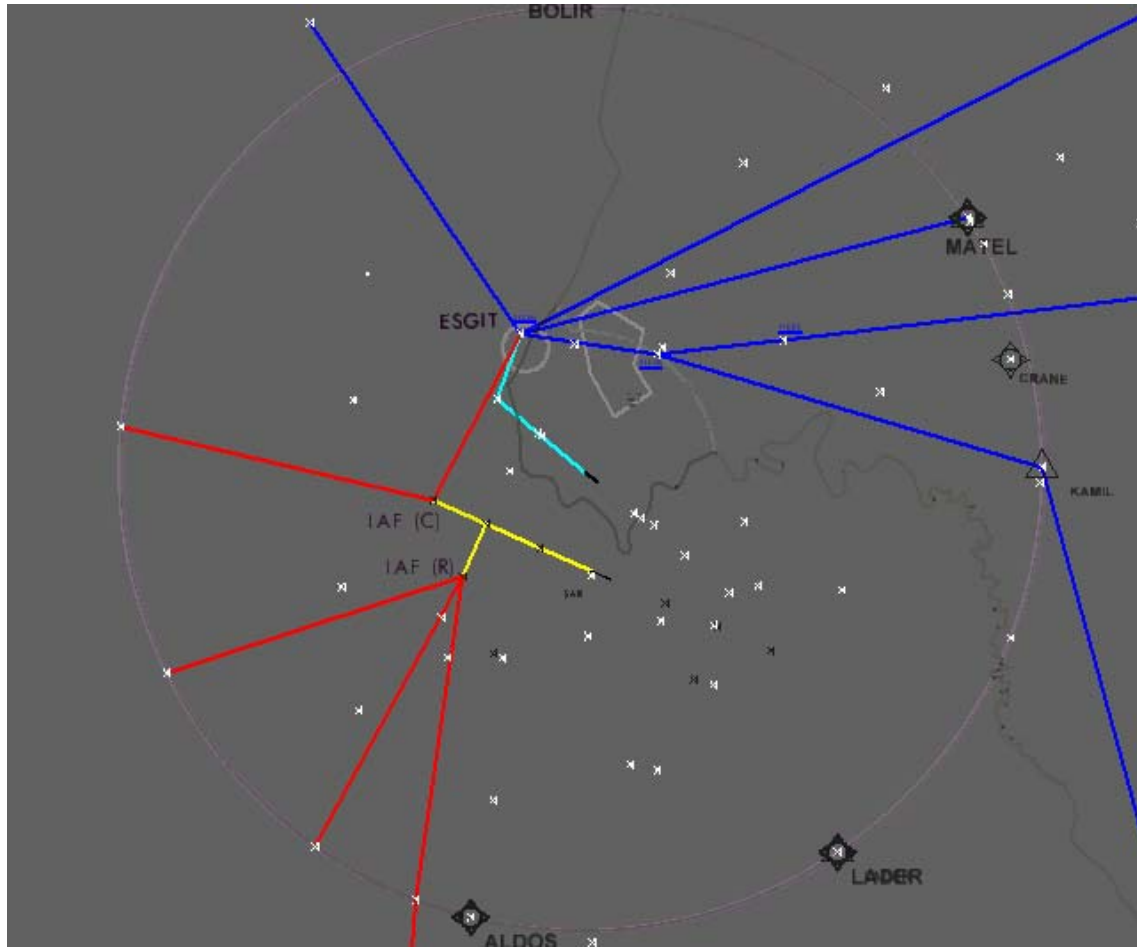 BOLIR
MATEL
ESGIT
CRANE
KAMIL
IAF (C)
IAF (R)
LADER
ALDOS